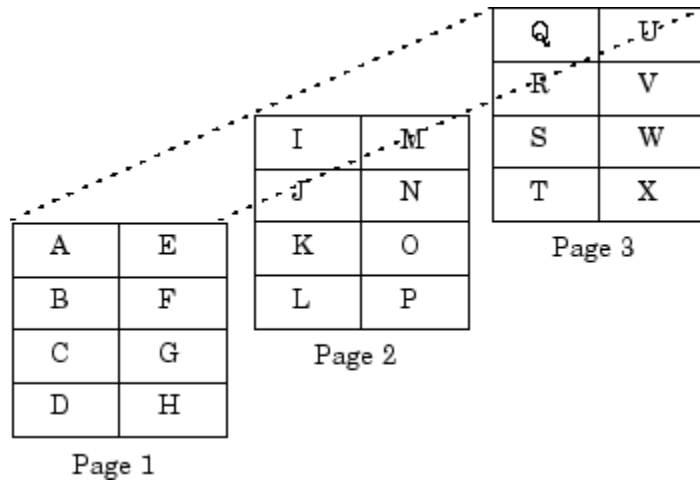 A E
B F
C G
D H
Page 1
I M
J N
K O
L P
Page 2
Q U
R V
S W
T X
Page 3